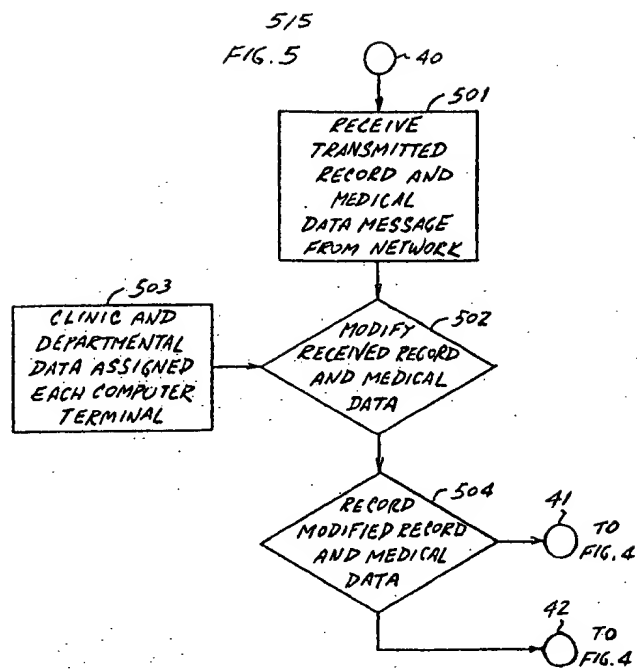 5/5
FIG. 5
40
501
RECEIVE
TRANSMITTED
RECORD AND
MEDICAL
DATA MESSAGE
FROM NETWORK
503
CLINIC AND
DEPARTMENTAL
DATA ASSIGNED
EACH COMPUTER
TERMINAL
502
MODIFY
RECEIVED RECORD
AND MEDICAL
DATA
504
RECORD
MODIFIED RECORD
AND MEDICAL
DATA
41
TO
FIG. 4
42
TO
FIG. 4